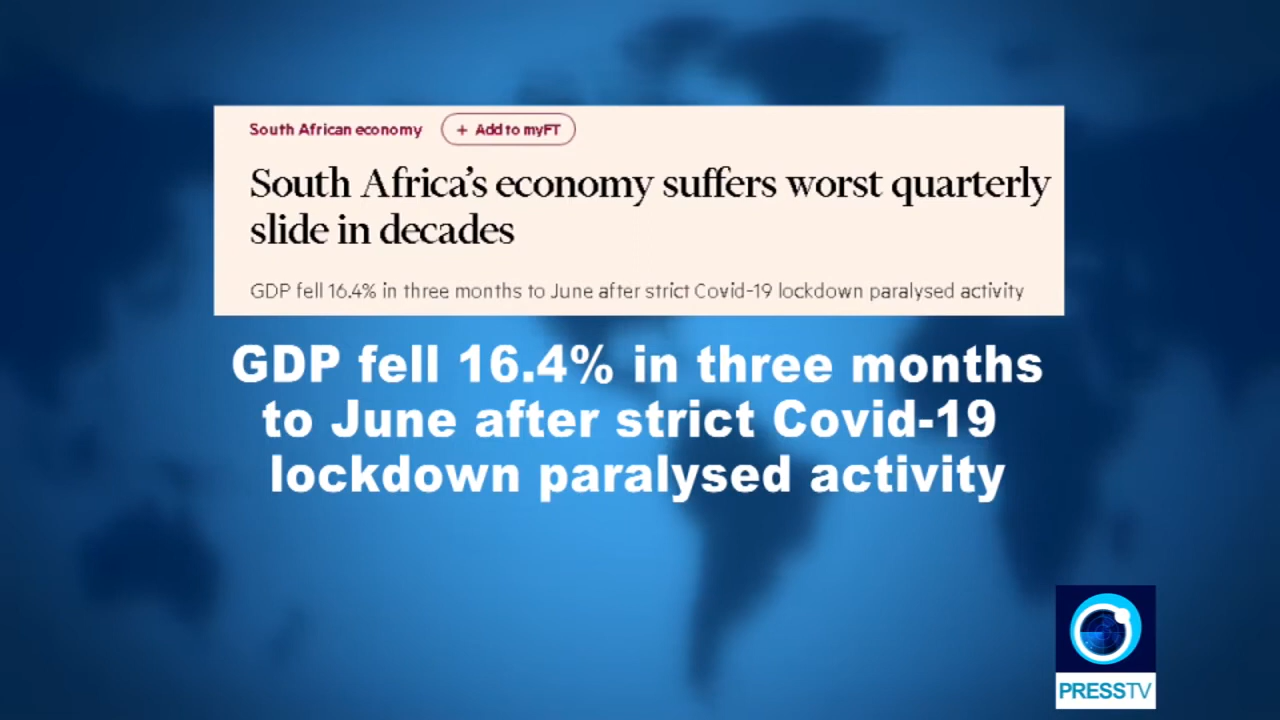 South African economy + Add to myFT
South Africa’s economy suffers worst quarterly
slide in decades
GDP fell 16.4% in three months to June after strict Covid-19 lockdown paralysed activity
GDP fell 16.4% in three months
to June after strict Covid-19
lockdown paralysed activity
PRESSTV